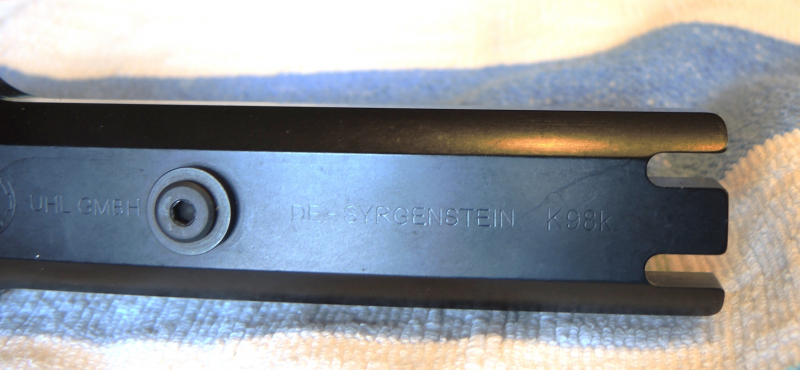 UHL GMBH DE-SYRGENSTEIN K98k